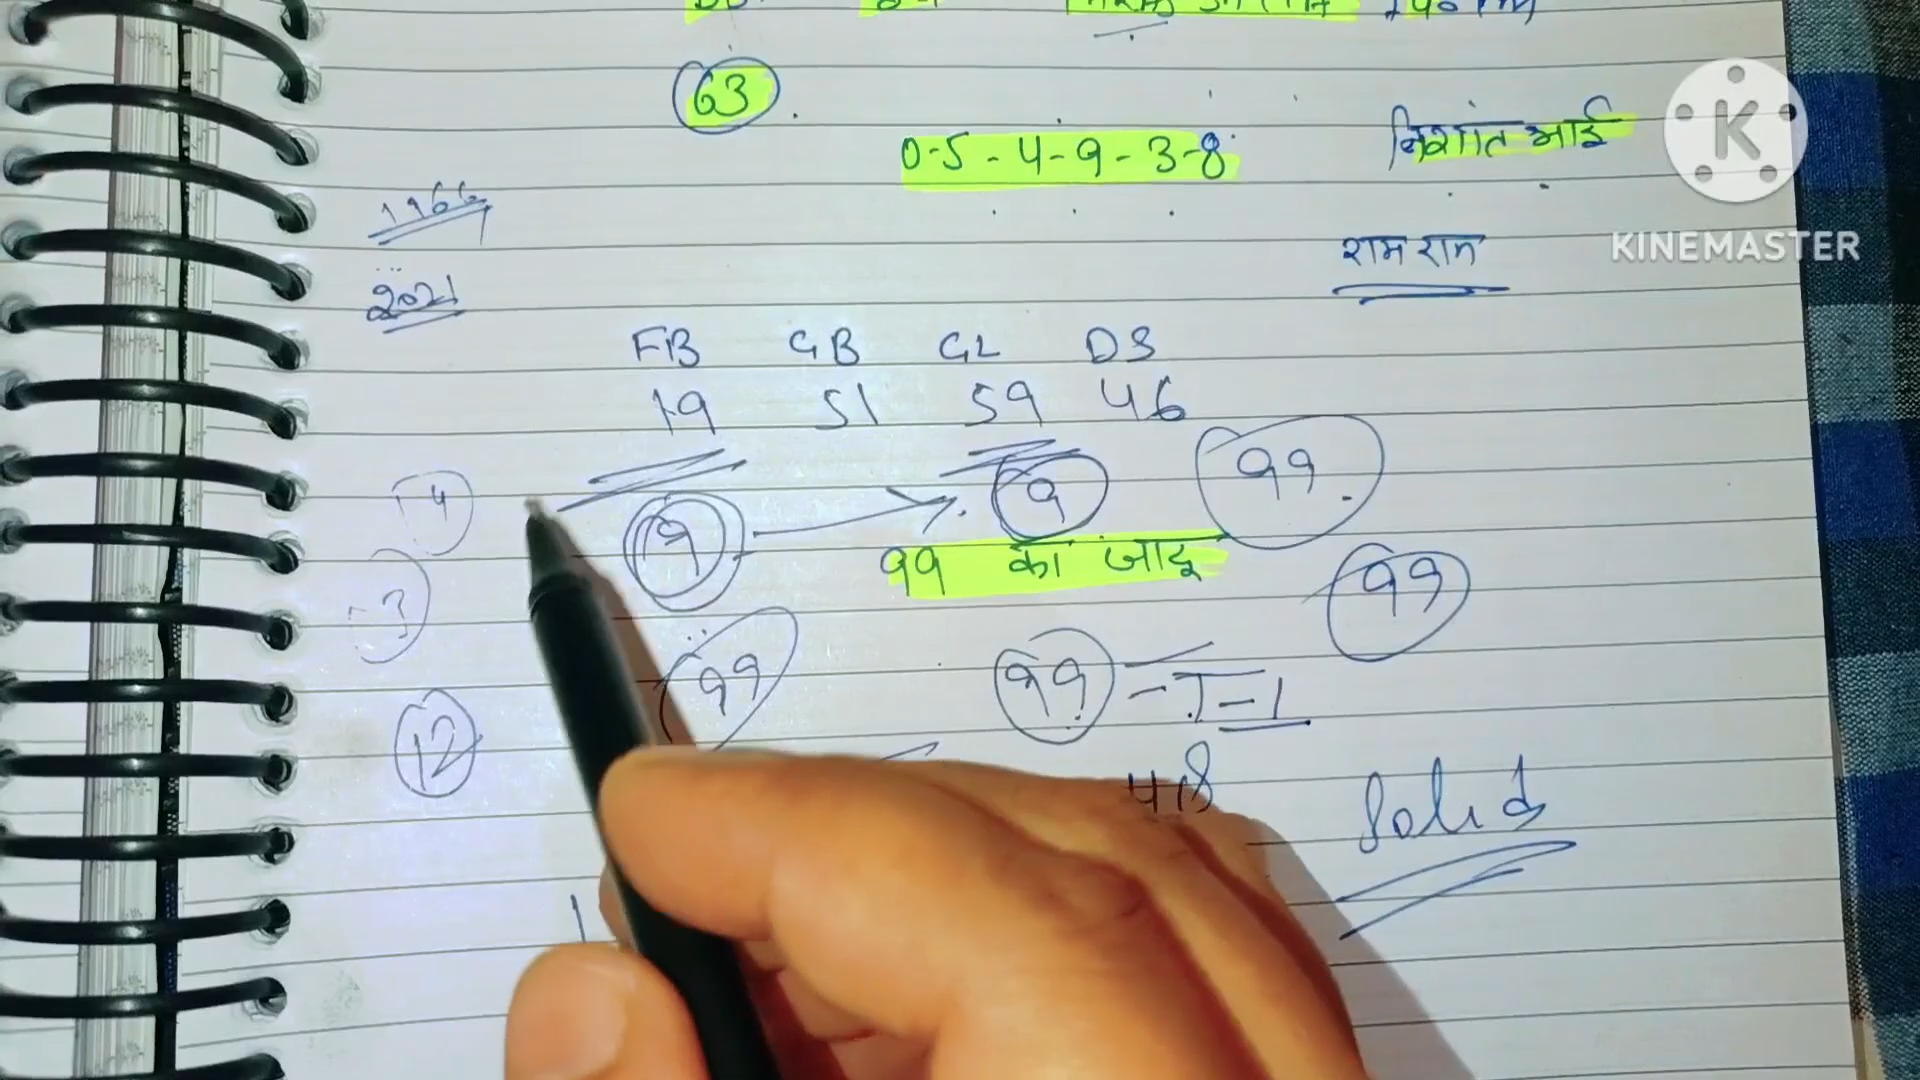 63
0-5-4-9-3-8
निशांत भाई
KINEMASTER
1966
राम राम
2021
FB GB GL DS
19 51 59 46
4
9
9
99
99 का जादू
3
99
99
99 - T=1
12
418
Solid